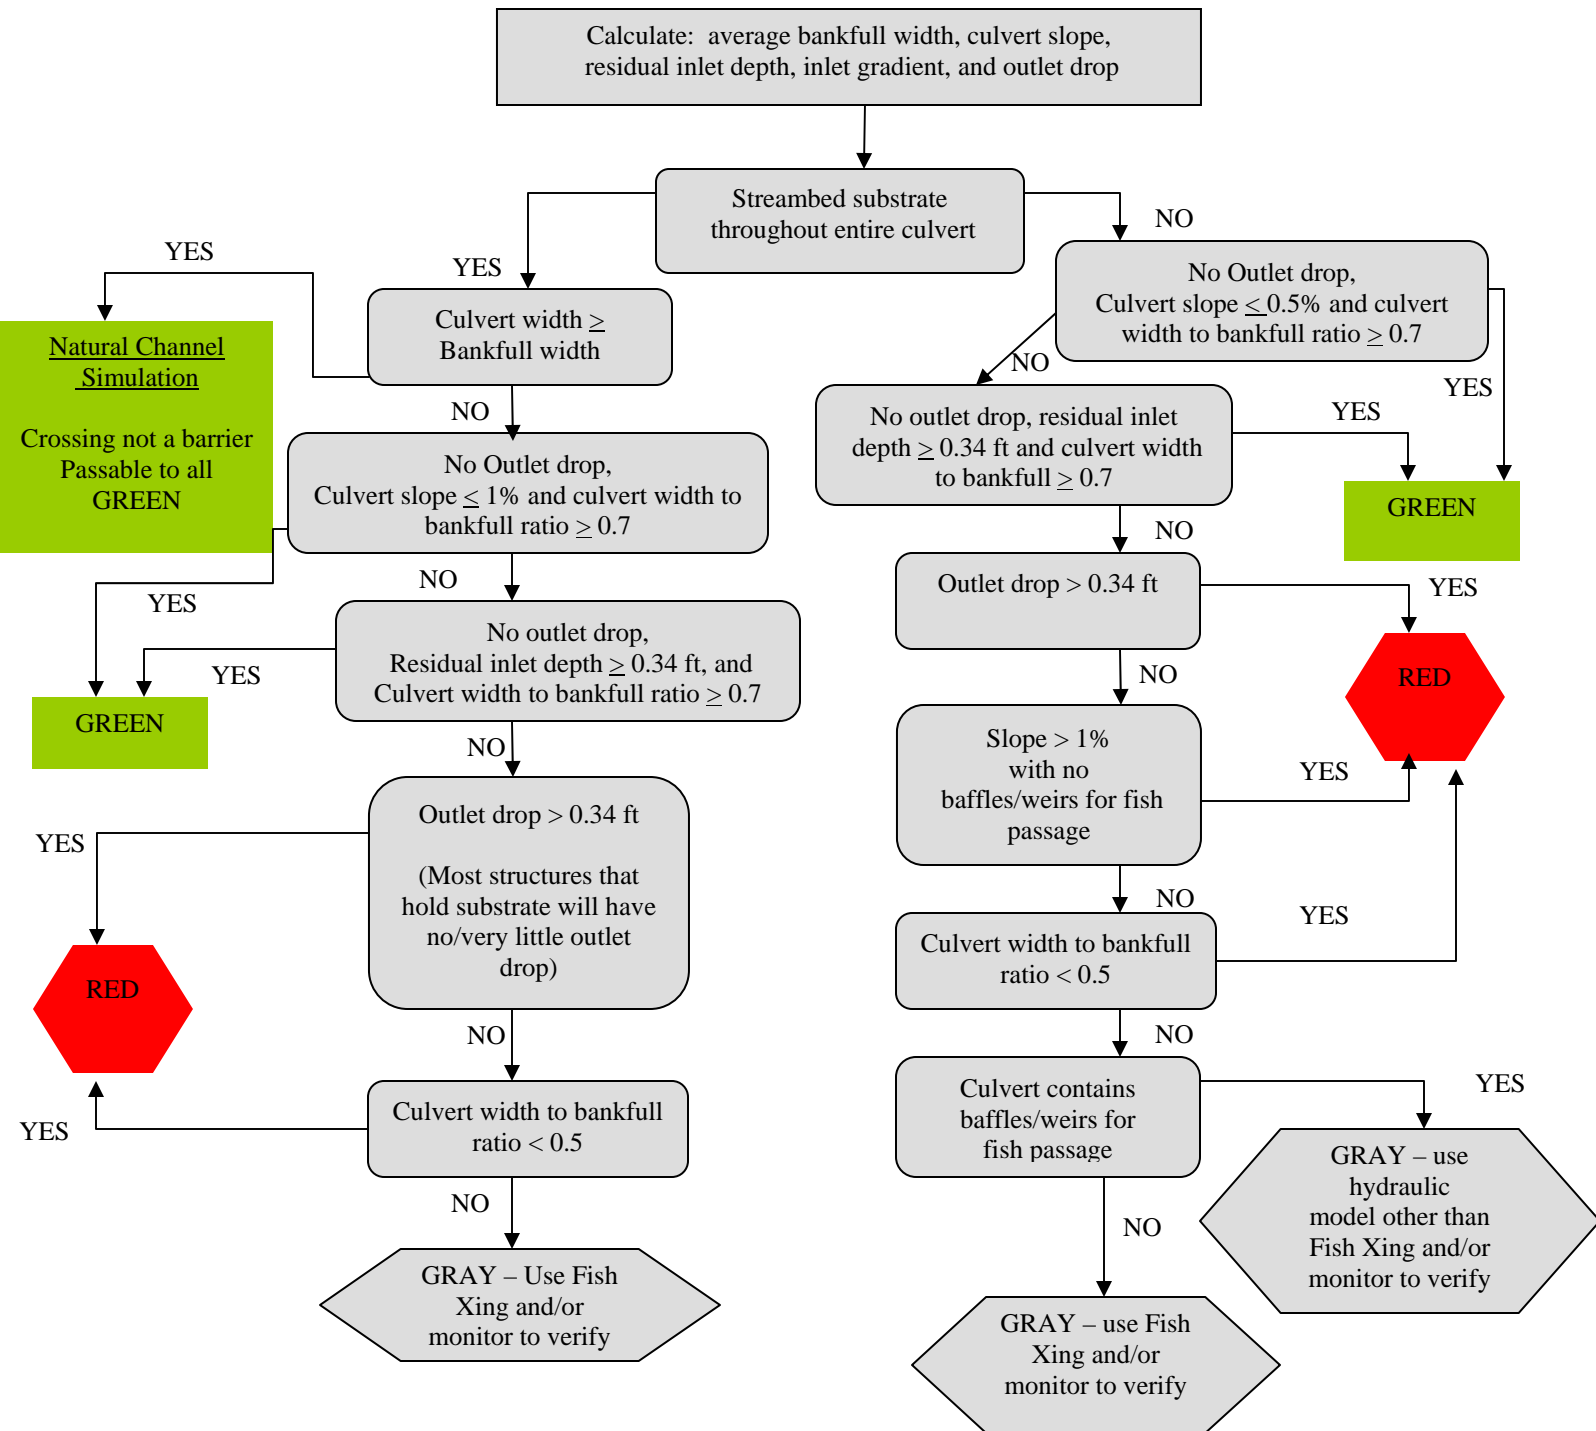 Calculate:  average bankfull width, culvert slope,
residual inlet depth, inlet gradient, and outlet drop
Streambed substrate
throughout entire culvert
NO
YES
YES
No Outlet drop,
Culvert slope < 0.5% and culvert
width to bankfull ratio > 0.7
Culvert width >
Bankfull width
Natural Channel
Simulation
Crossing not a barrier
Passable to all
GREEN
NO
NO
YES
YES
No outlet drop, residual inlet
depth > 0.34 ft and culvert width
to bankfull > 0.7
No Outlet drop,
Culvert slope < 1% and culvert width to
bankfull ratio > 0.7
GREEN
NO
NO
YES
YES
Outlet drop > 0.34 ft
No outlet drop,
Residual inlet depth > 0.34 ft, and
Culvert width to bankfull ratio > 0.7
YES
GREEN
NO
RED
NO
Slope > 1%
with no
baffles/weirs for fish
passage
YES
Outlet drop > 0.34 ft
(Most structures that
hold substrate will have
no/very little outlet
drop)
YES
NO
YES
Culvert width to bankfull
ratio < 0.5
RED
NO
NO
Culvert width to bankfull
ratio < 0.5
YES
Culvert contains
baffles/weirs for
fish passage
YES
NO
NO
GRAY – use
hydraulic
model other than
Fish Xing and/or
monitor to verify
GRAY – Use Fish
Xing and/or
monitor to verify
GRAY – use Fish
Xing and/or
monitor to verify